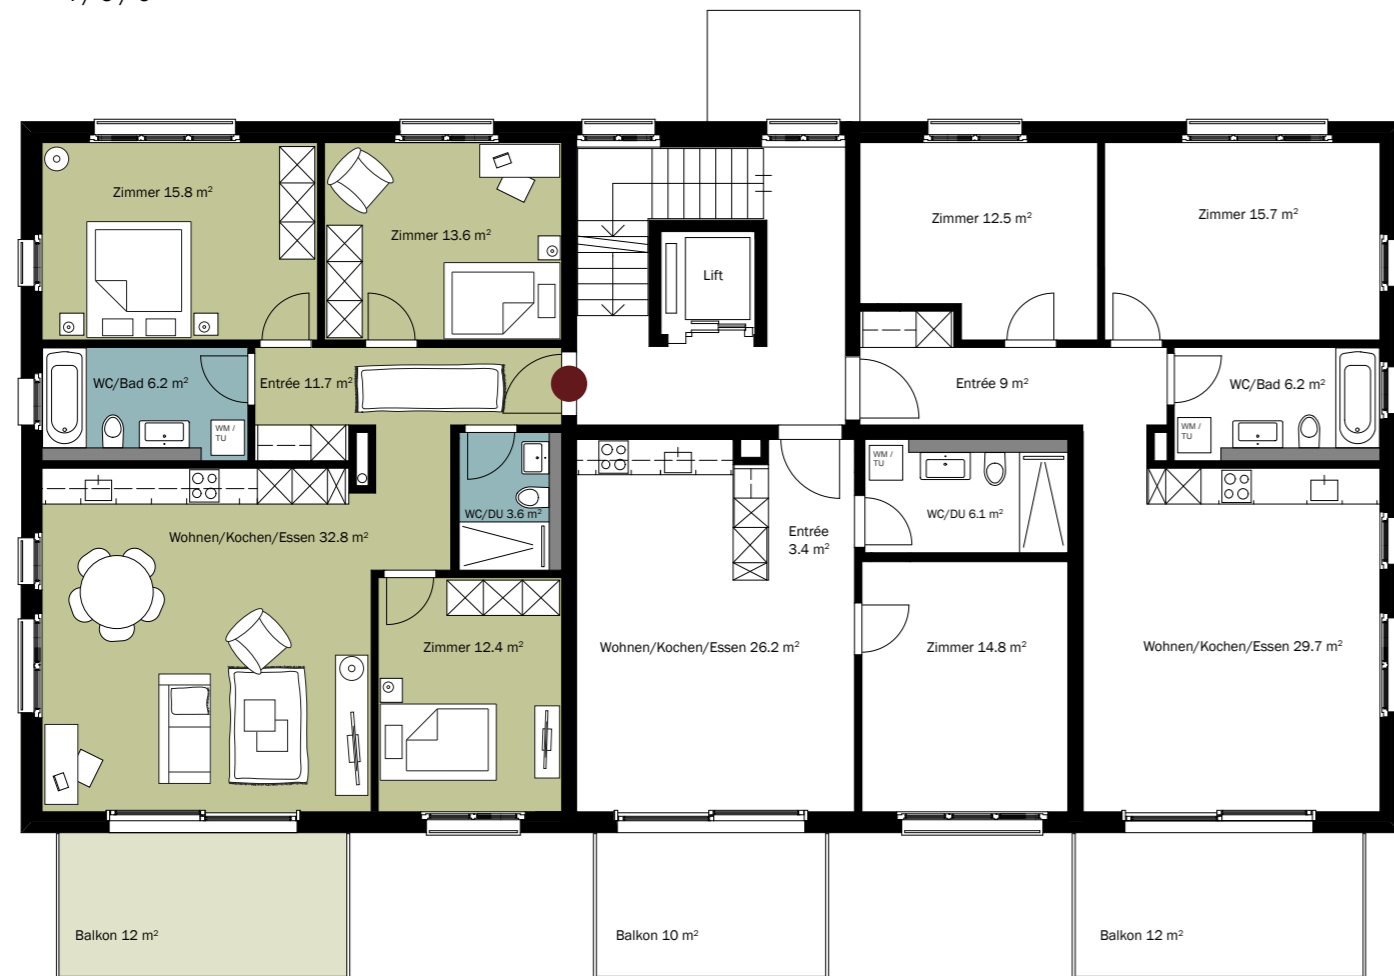 Zimmer 15.8 m²
Zimmer 13.6 m²
Lift
Zimmer 12.5 m²
Zimmer 15.7 m²
WC/Bad 6.2 m²
Entrée 11.7 m²
Entrée 9 m²
WC/Bad 6.2 m²
WM /
TU
WM /
TU
WM /
TU
WC/DU 3.6 m²
WC/DU 6.1 m²
Wohnen/Kochen/Essen 32.8 m²
Entrée
3.4 m²
Zimmer 12.4 m²
Wohnen/Kochen/Essen 26.2 m²
Zimmer 14.8 m²
Wohnen/Kochen/Essen 29.7 m²
Balkon 12 m²
Balkon 10 m²
Balkon 12 m²